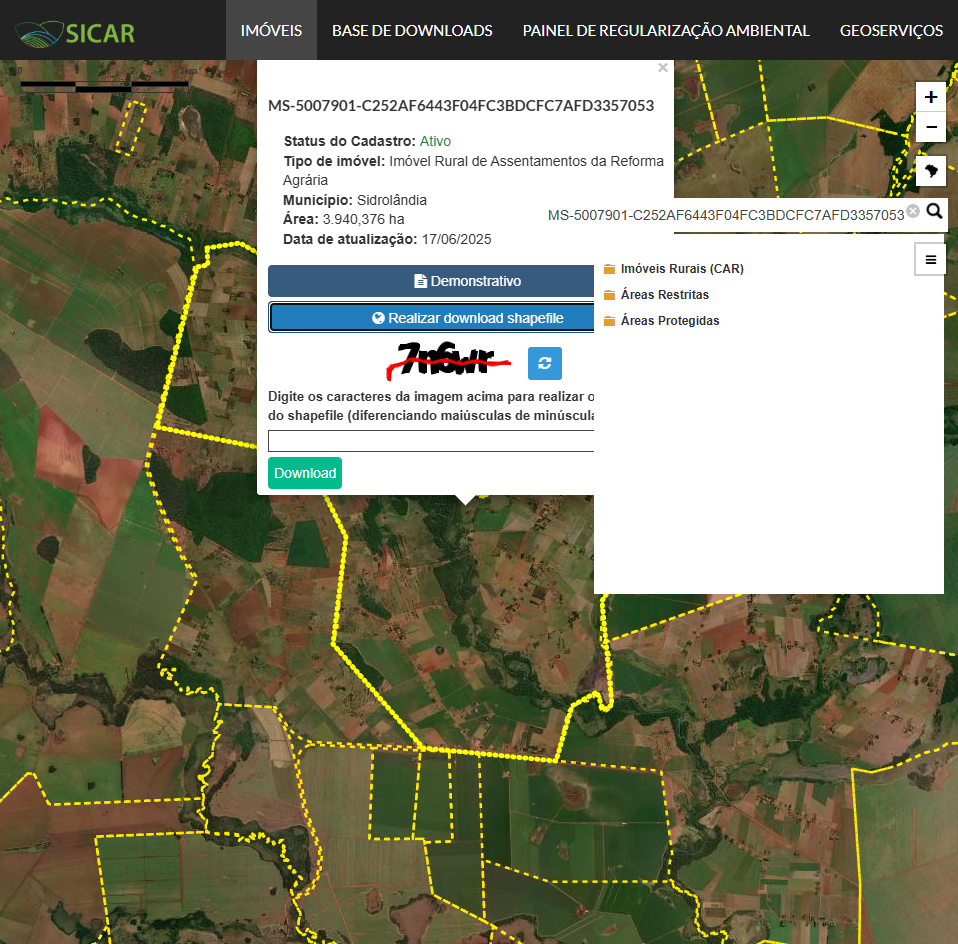 SICAR
IMÓVEIS
BASE DE DOWNLOADS
PAINEL DE REGULARIZAÇÃO AMBIENTAL
GEOSERVIÇOS
×
MS-5007901-C252AF6443F04FC3BDCFC7AFD3357053
Status do Cadastro: Ativo
Tipo de imóvel: Imóvel Rural de Assentamentos da Reforma
Agrária
Município: Sidrolândia
Área: 3.940,376 ha
Data de atualização: 17/06/2025
Demonstrativo
Realizar download shapefile
7n6wr
Digite os caracteres da imagem acima para realizar o
do shapefile (diferenciando maiúsculas de minúscula
Download
+
−
MS-5007901-C252AF6443F04FC3BDCFC7AFD3357053
Imóveis Rurais (CAR)
Áreas Restritas
Áreas Protegidas